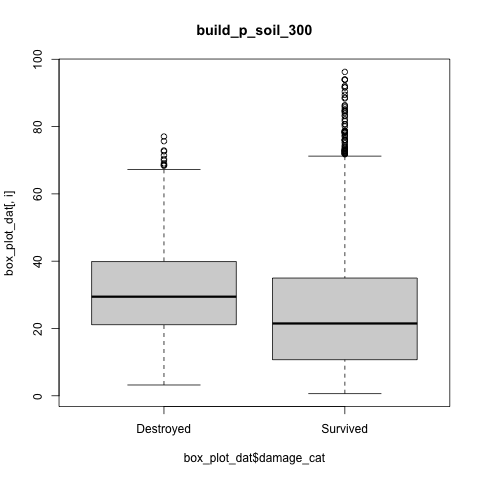 build_p_soil_300
box_plot_dat[, i]
100
80
60
40
20
0
Destroyed
Survived
box_plot_dat$damage_cat